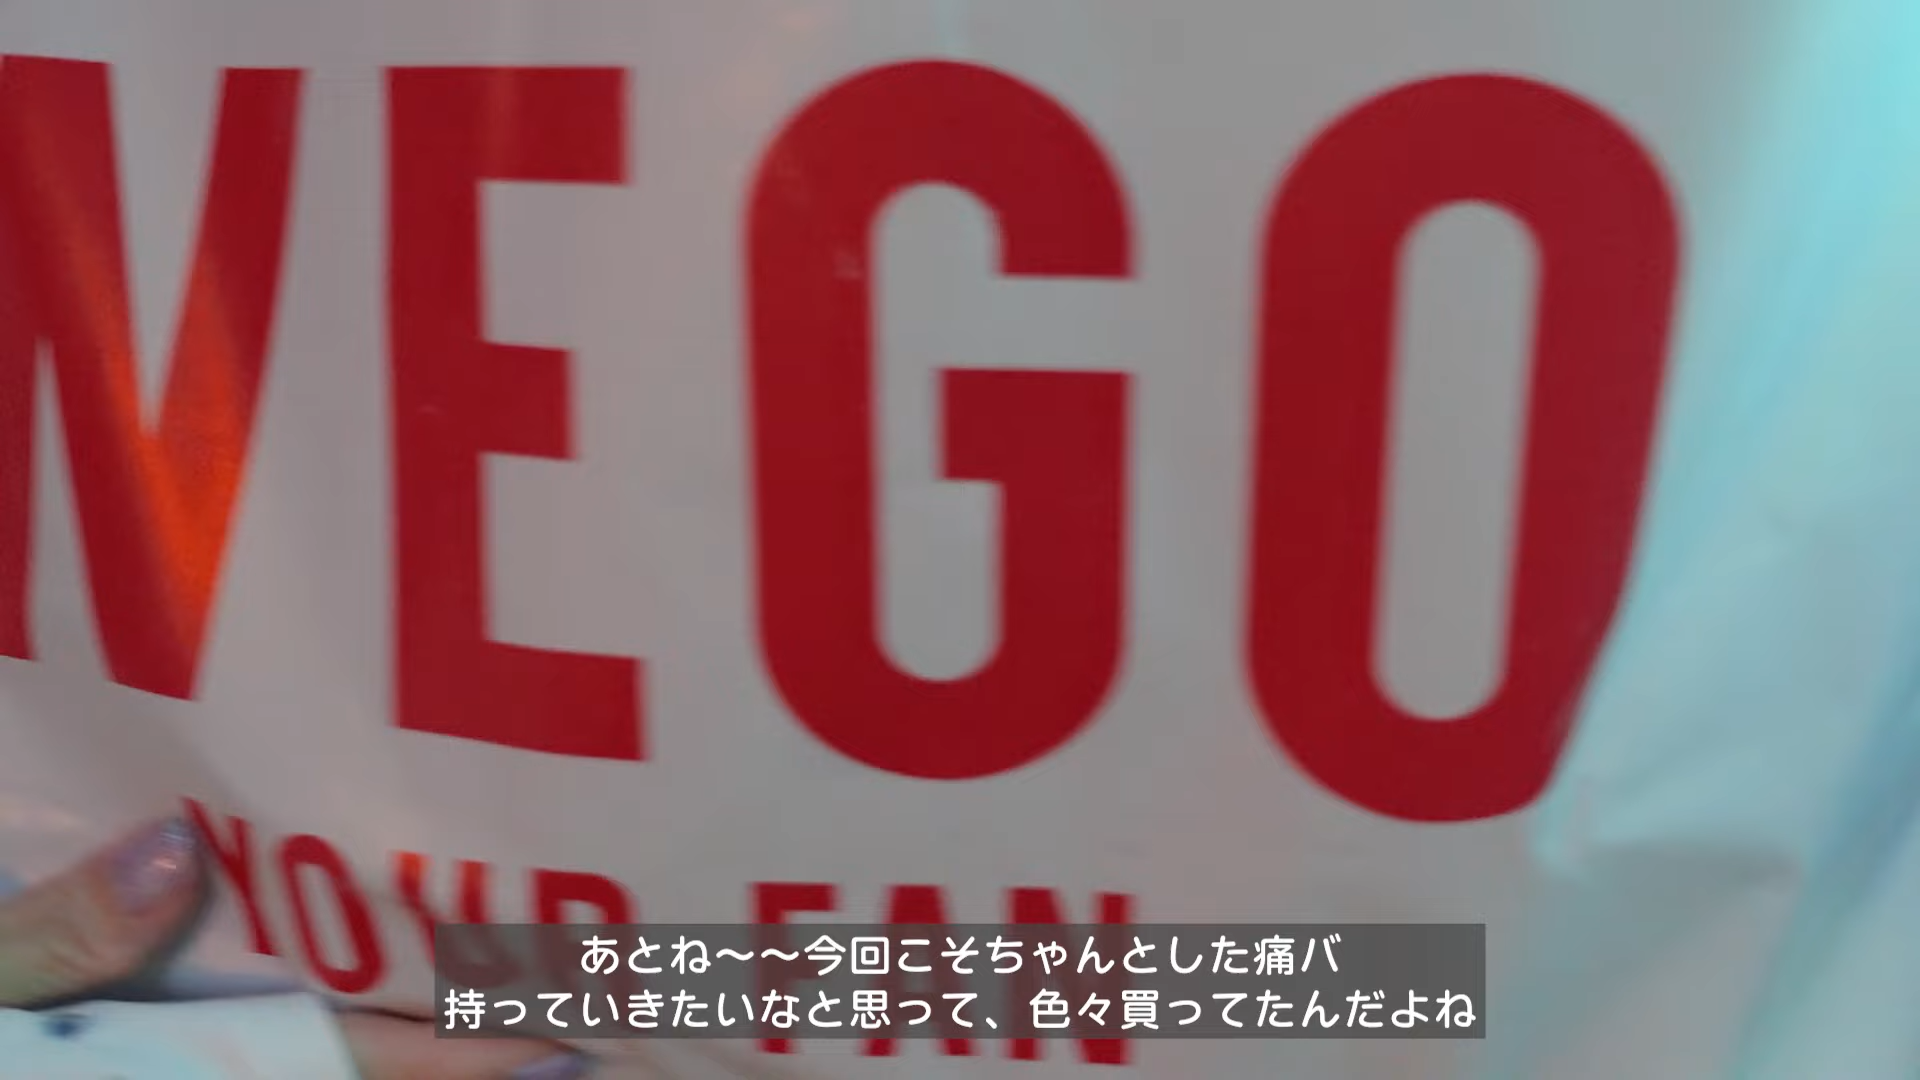 WEGO
YOUR FAN
あとね～～今回こそちゃんとした痛バ
持っていきたいなと思って、色々買ってたんだよね